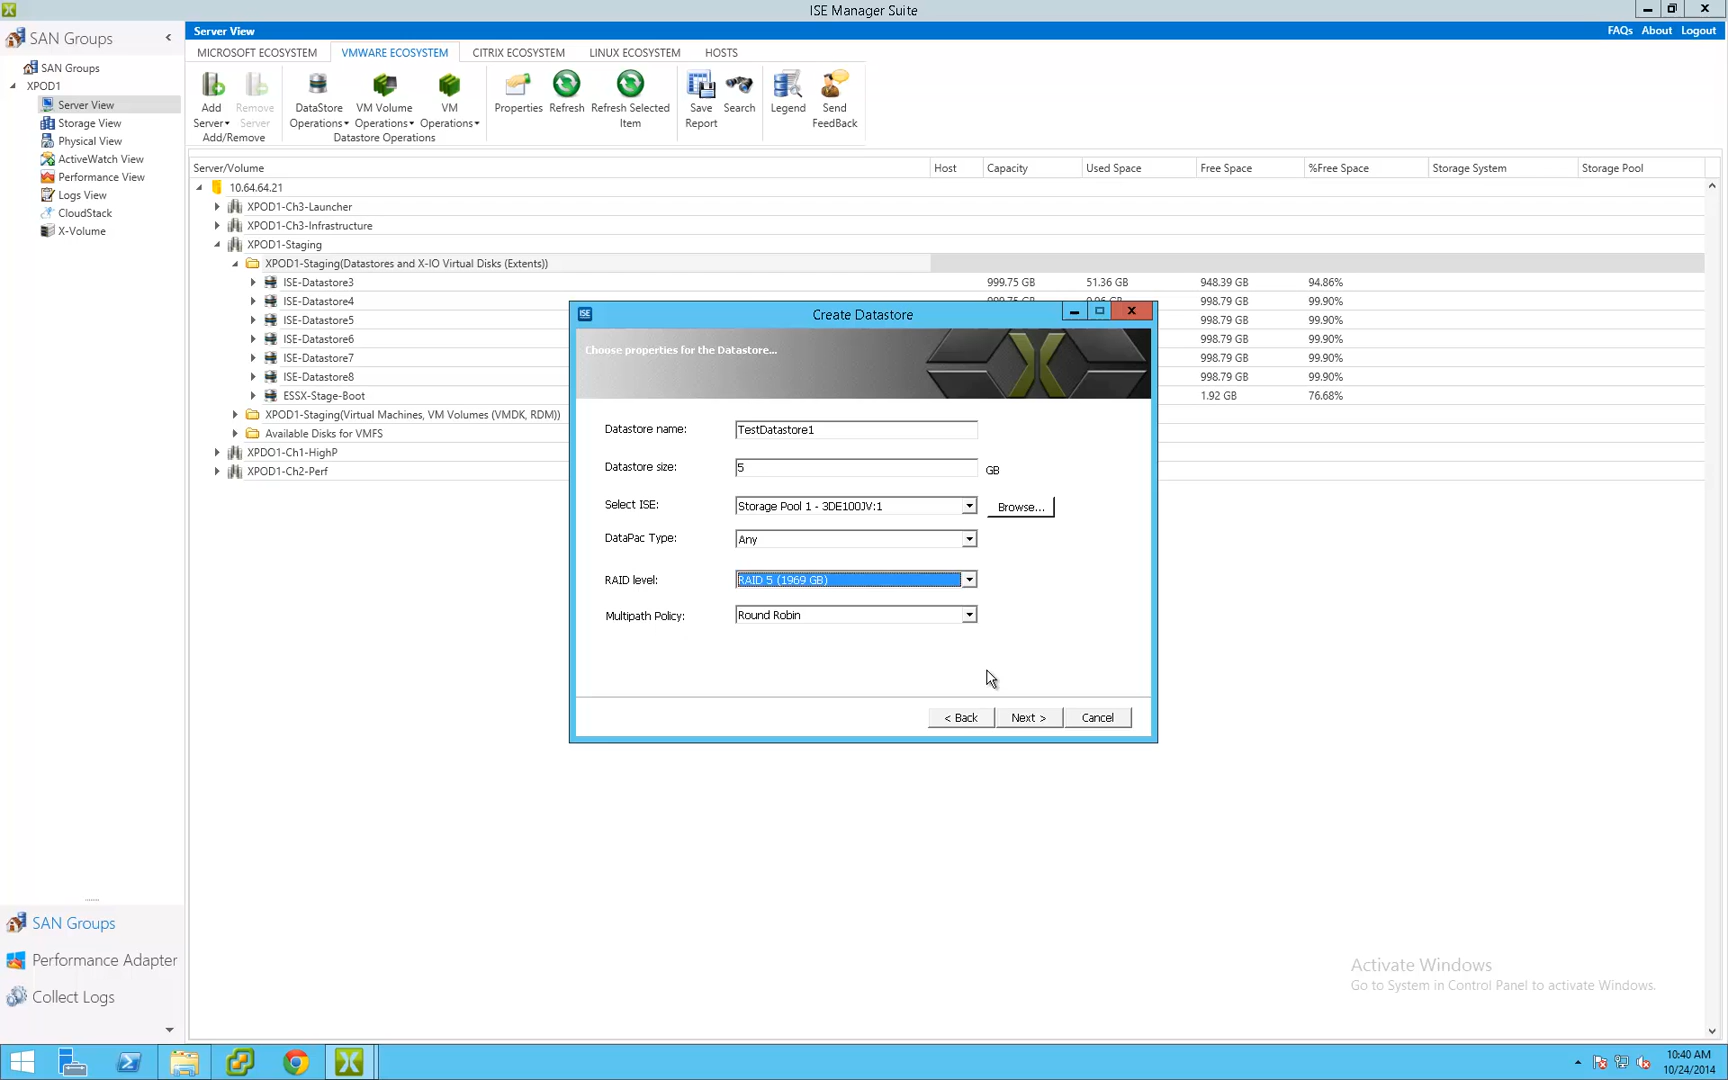 ISE Manager Suite
SAN Groups
Server View
FAQs About Logout
MICROSOFT ECOSYSTEM VMWARE ECOSYSTEM CITRIX ECOSYSTEM LINUX ECOSYSTEM HOSTS
SAN Groups
XPOD1
Server View
Storage View
Physical View
ActiveWatch View
Performance View
Logs View
CloudStack
X-Volume
Add Remove DataStore VM Volume VM Properties Refresh Refresh Selected Save Search Legend Send
Server Server Operations Operations Operations Item Report FeedBack
Add/Remove Datastore Operations
Server/Volume Host Capacity Used Space Free Space %Free Space Storage System Storage Pool
10.64.64.21
XPOD1-Ch3-Launcher
XPOD1-Ch3-Infrastructure
XPOD1-Staging
XPOD1-Staging(Datastores and X-IO Virtual Disks (Extents))
ISE-Datastore3 999.75 GB 51.36 GB 948.39 GB 94.86%
ISE-Datastore4 998.79 GB 99.90%
ISE-Datastore5 998.79 GB 99.90%
ISE-Datastore6 998.79 GB 99.90%
ISE-Datastore7 998.79 GB 99.90%
ISE-Datastore8 998.79 GB 99.90%
ESSX-Stage-Boot 1.92 GB 76.68%
XPOD1-Staging(Virtual Machines, VM Volumes (VMDK, RDM))
Available Disks for VMFS
XPDO1-Ch1-HighP
XPOD1-Ch2-Perf
ISE
Create Datastore
Choose properties for the Datastore...
Datastore name: TestDatastore1
Datastore size: 5 GB
Select ISE: Storage Pool 1 - 3DE100JV:1 Browse...
DataPac Type: Any
RAID level: RAID 5 (1969 GB)
Multipath Policy: Round Robin
< Back Next > Cancel
SAN Groups
Performance Adapter
Collect Logs
Activate Windows
Go to System in Control Panel to activate Windows.
10:40 AM
10/24/2014